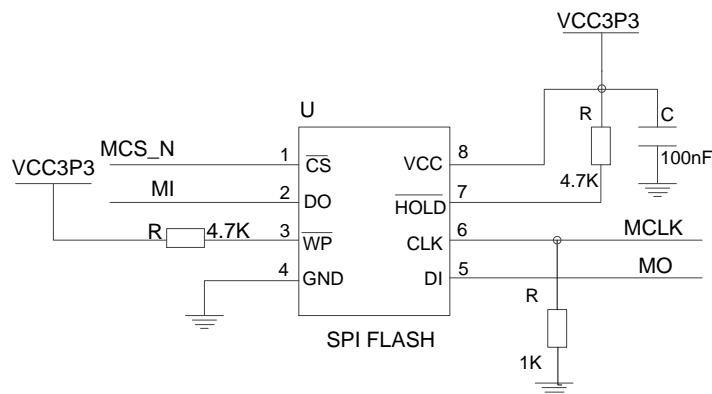 VCC3P3
U
R
C
MCS_N
1
CS
VCC
8
100nF
VCC3P3
MI
2
DO
HOLD
7
4.7K
R
4.7K
3
WP
CLK
6
MCLK
4
GND
DI
5
MO
R
SPI FLASH
1K